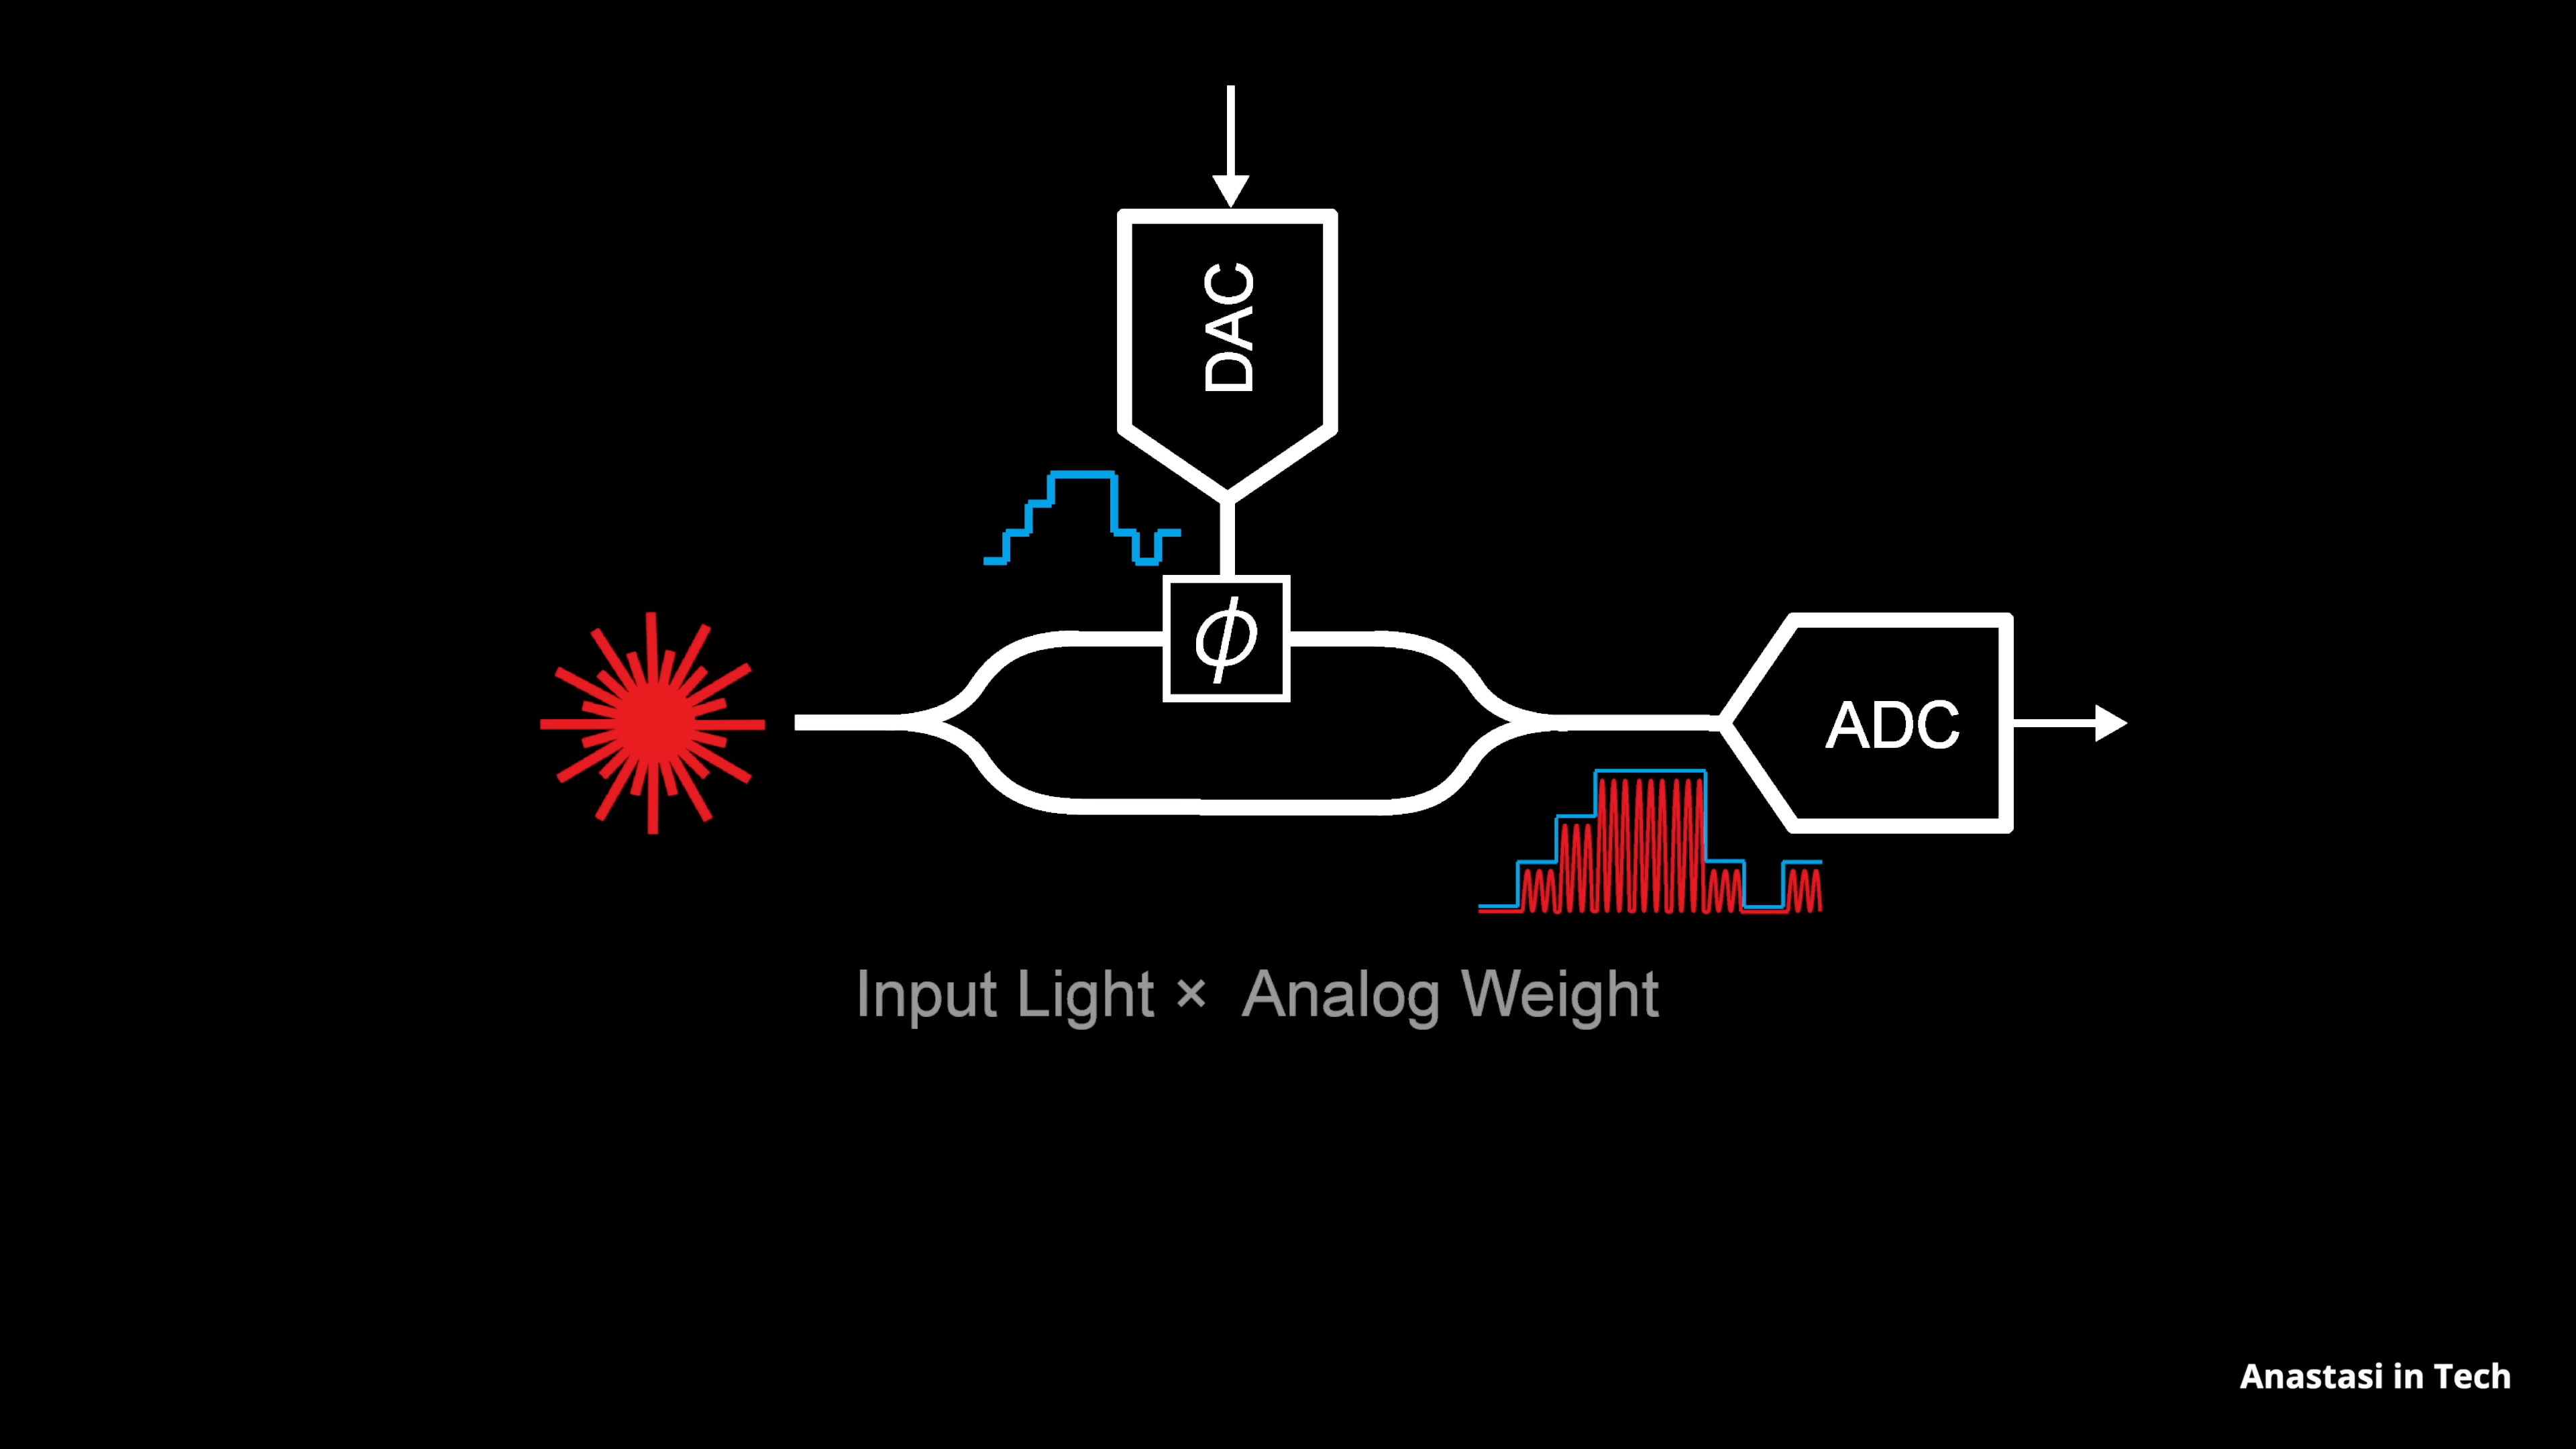 DAC
ϕ
ADC
Input Light × Analog Weight
Anastasi in Tech